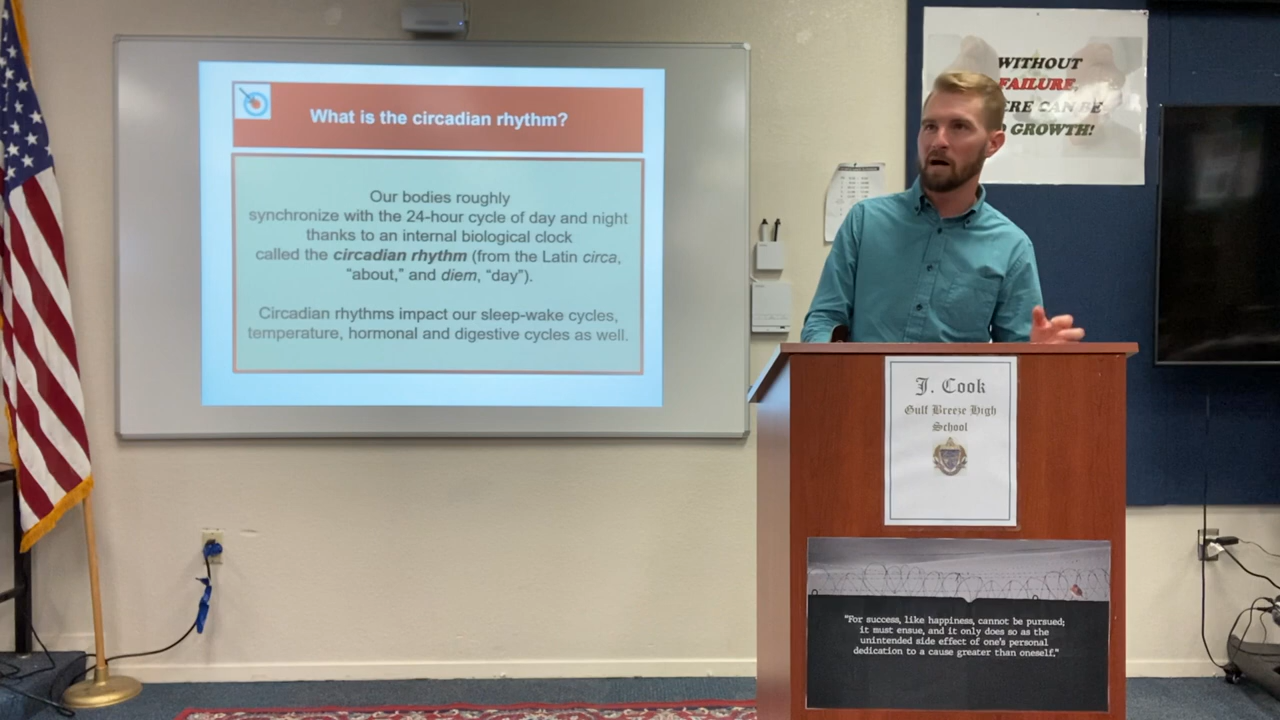 What is the circadian rhythm?
Our bodies roughly
synchronize with the 24-hour cycle of day and night
thanks to an internal biological clock
called the circadian rhythm (from the Latin circa,
“about,” and diem, “day”).
Circadian rhythms impact our sleep-wake cycles,
temperature, hormonal and digestive cycles as well.
WITHOUT
FAILURE,
ERE CAN BE
O GROWTH!
J. Cook
Gulf Breeze High
School
"For success, like happiness, cannot be pursued;
it must ensue, and it only does so as the
unintended side effect of one's personal
dedication to a cause greater than oneself."